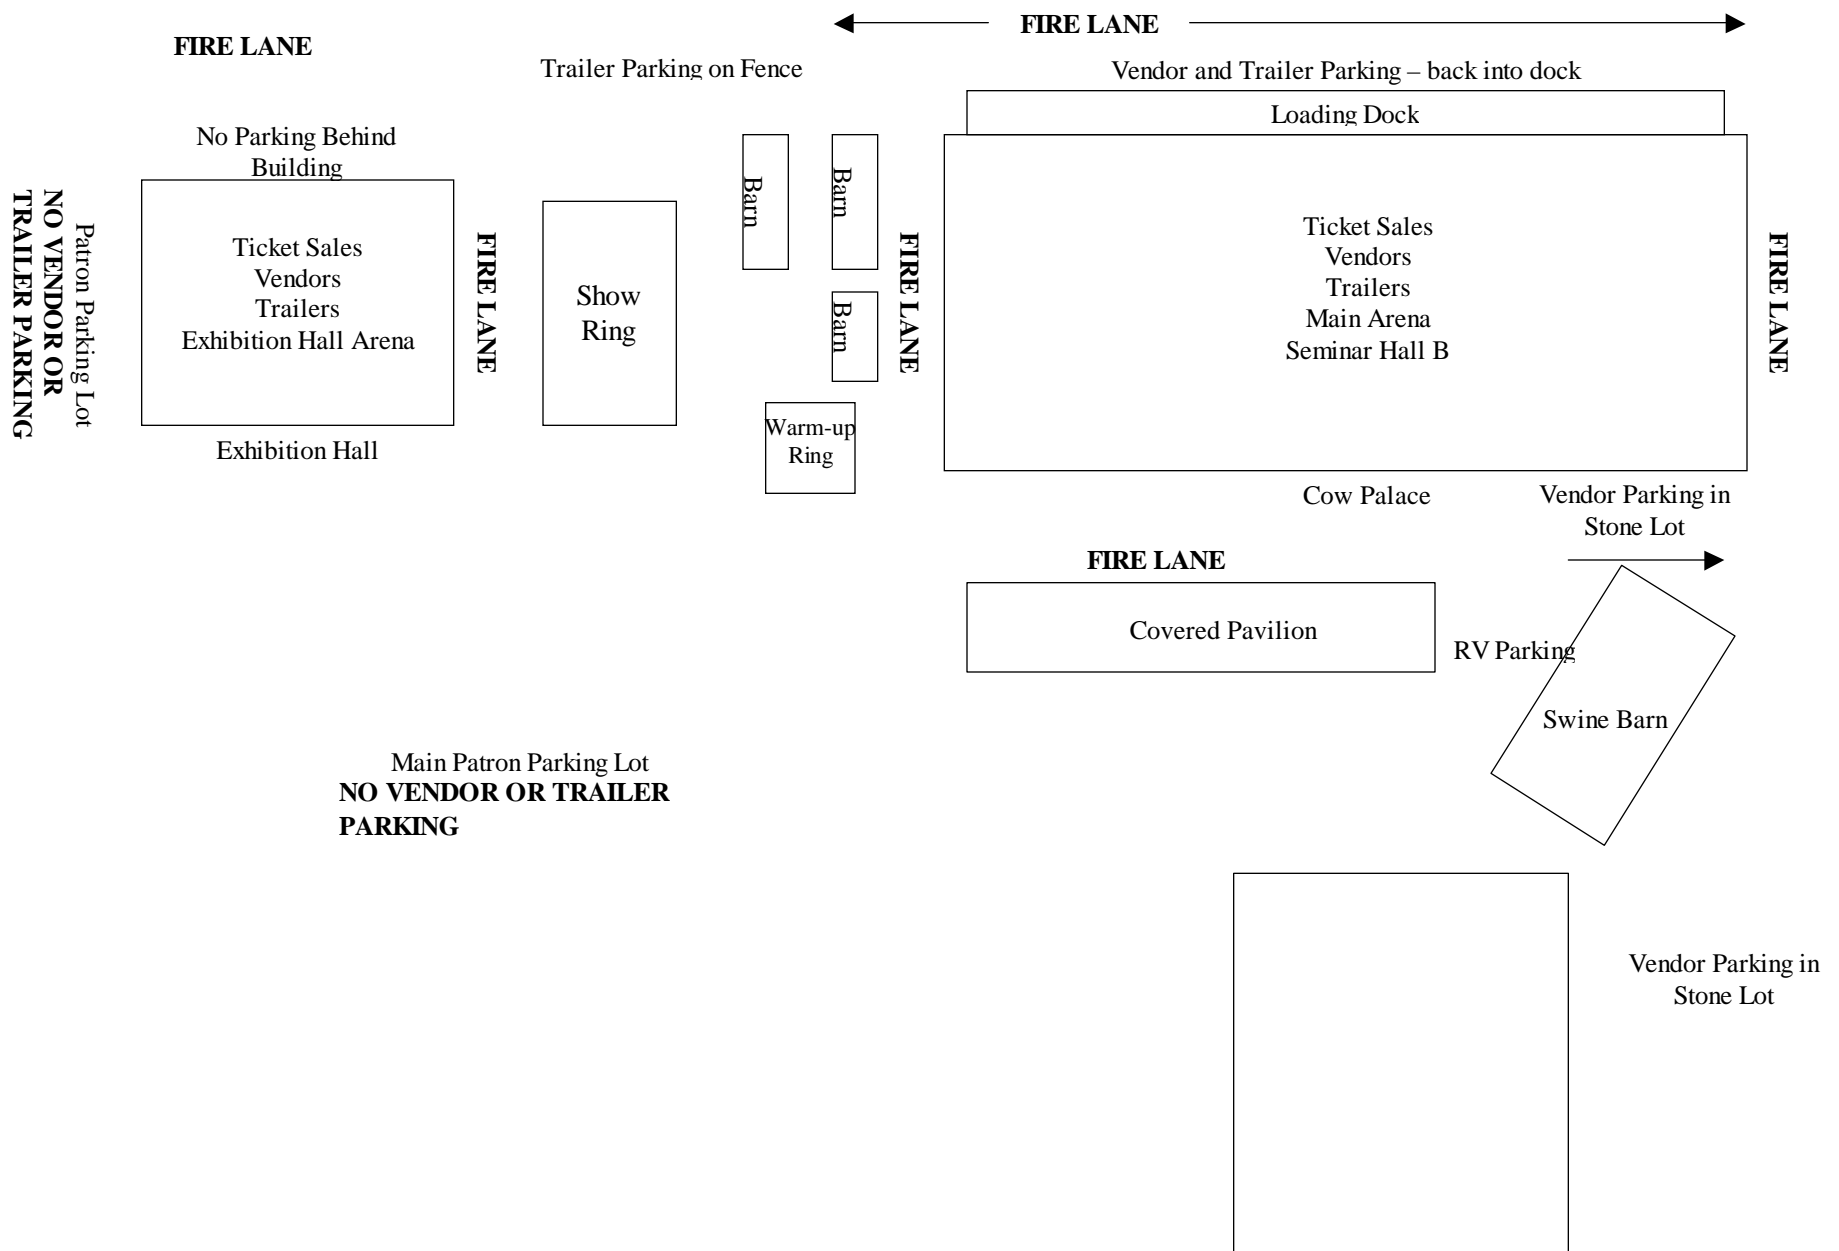 FIRE LANE
FIRE LANE
Trailer Parking on Fence
Vendor and Trailer Parking – back into dock
Loading Dock
No Parking Behind
Building
Patron Parking Lot
NO VENDOR OR
TRAILER PARKING
Ticket Sales
Vendors
Trailers
Exhibition Hall Arena
Exhibition Hall
FIRE LANE
Show
Ring
Barn
Barn
Barn
Warm-up
Ring
FIRE LANE
Ticket Sales
Vendors
Trailers
Main Arena
Seminar Hall B
FIRE LANE
Cow Palace
Vendor Parking in
Stone Lot
FIRE LANE
Covered Pavilion
RV Parking
Swine Barn
Main Patron Parking Lot
NO VENDOR OR TRAILER
PARKING
Vendor Parking in
Stone Lot